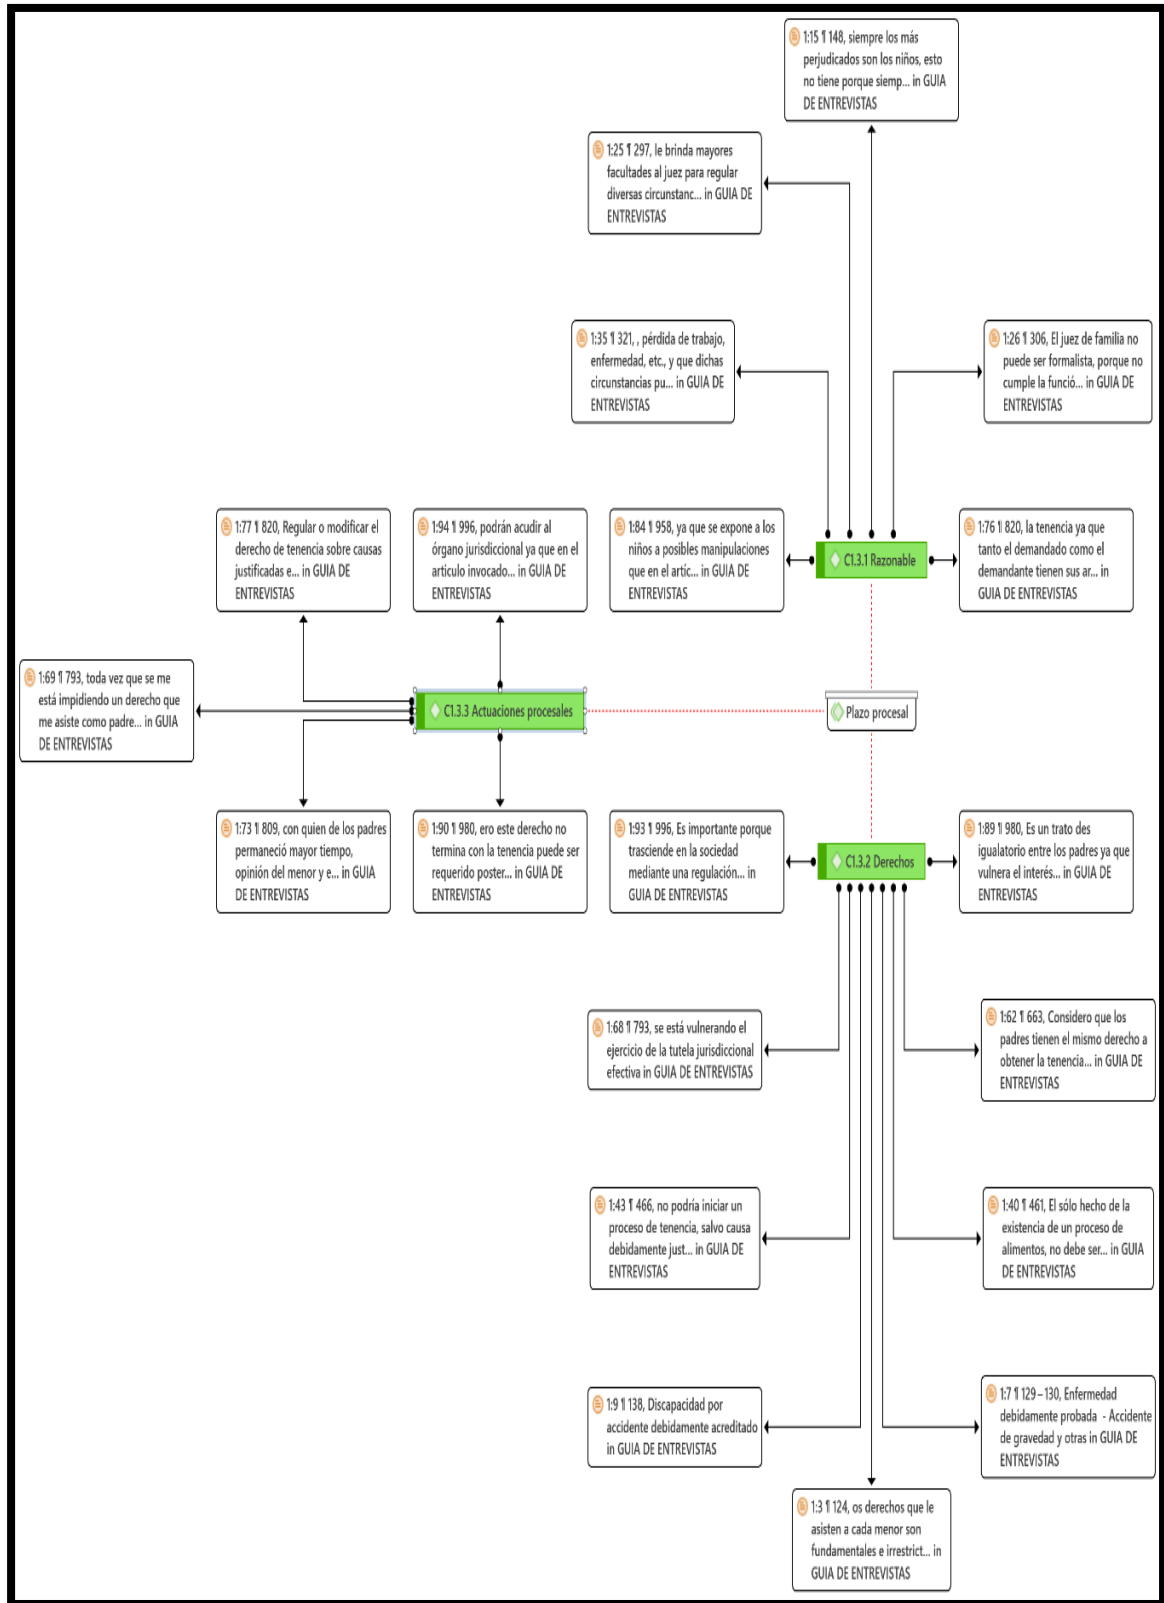 1:15 ¶ 148, siempre los más
perjudicados son los niños, esto
no tiene porque siemp... in GUIA
DE ENTREVISTAS
1:25 ¶ 297, le brinda mayores
facultades al juez para regular
diversas circunstanc... in GUIA DE
ENTREVISTAS
1:35 ¶ 321, , pérdida de trabajo,
enfermedad, etc., y que dichas
circunstancias pu... in GUIA DE
ENTREVISTAS
1:26 ¶ 306, El juez de familia no
puede ser formalista, porque no
cumple la funció... in GUIA DE
ENTREVISTAS
1:77 ¶ 820, Regular o modificar el
derecho de tenencia sobre causas
justificadas e... in GUIA DE
ENTREVISTAS
1:94 ¶ 996, podrán acudir al
órgano jurisdiccional ya que en el
articulo invocado... in GUIA DE
ENTREVISTAS
1:84 ¶ 958, ya que se expone a los
niños a posibles manipulaciones
que en el artíc... in GUIA DE
ENTREVISTAS
C1.3.1 Razonable
1:76 ¶ 820, la tenencia ya que
tanto el demandado como el
demandante tienen sus ar... in
GUIA DE ENTREVISTAS
1:69 ¶ 793, toda vez que se me
está impidiendo un derecho que
me asiste como padre... in GUIA
DE ENTREVISTAS
C1.3.3 Actuaciones procesales
Plazo procesal
1:73 ¶ 809, con quien de los padres
permaneció mayor tiempo,
opinión del menor y e... in GUIA
DE ENTREVISTAS
1:90 ¶ 980, ero este derecho no
termina con la tenencia puede ser
requerido poster... in GUIA DE
ENTREVISTAS
1:93 ¶ 996, Es importante porque
trasciende en la sociedad
mediante una regulación... in
GUIA DE ENTREVISTAS
C1.3.2 Derechos
1:89 ¶ 980, Es un trato des
igualatorio entre los padres ya que
vulnera el interés... in GUIA DE
ENTREVISTAS
1:68 ¶ 793, se está vulnerando el
ejercicio de la tutela jurisdiccional
efectiva in GUIA DE ENTREVISTAS
1:62 ¶ 663, Considero que los
padres tienen el mismo derecho a
obtener la tenencia... in GUIA DE
ENTREVISTAS
1:43 ¶ 466, no podría iniciar un
proceso de tenencia, salvo causa
debidamente just... in GUIA DE
ENTREVISTAS
1:40 ¶ 461, El sólo hecho de la
existencia de un proceso de
alimentos, no debe ser... in GUIA
DE ENTREVISTAS
1:9 ¶ 138, Discapacidad por
accidente debidamente acreditado
in GUIA DE ENTREVISTAS
1:7 ¶ 129 – 130, Enfermedad
debidamente probada - Accidente
de gravedad y otras in GUIA DE
ENTREVISTAS
1:3 ¶ 124, os derechos que le
asisten a cada menor son
fundamentales e irrestrict... in
GUIA DE ENTREVISTAS